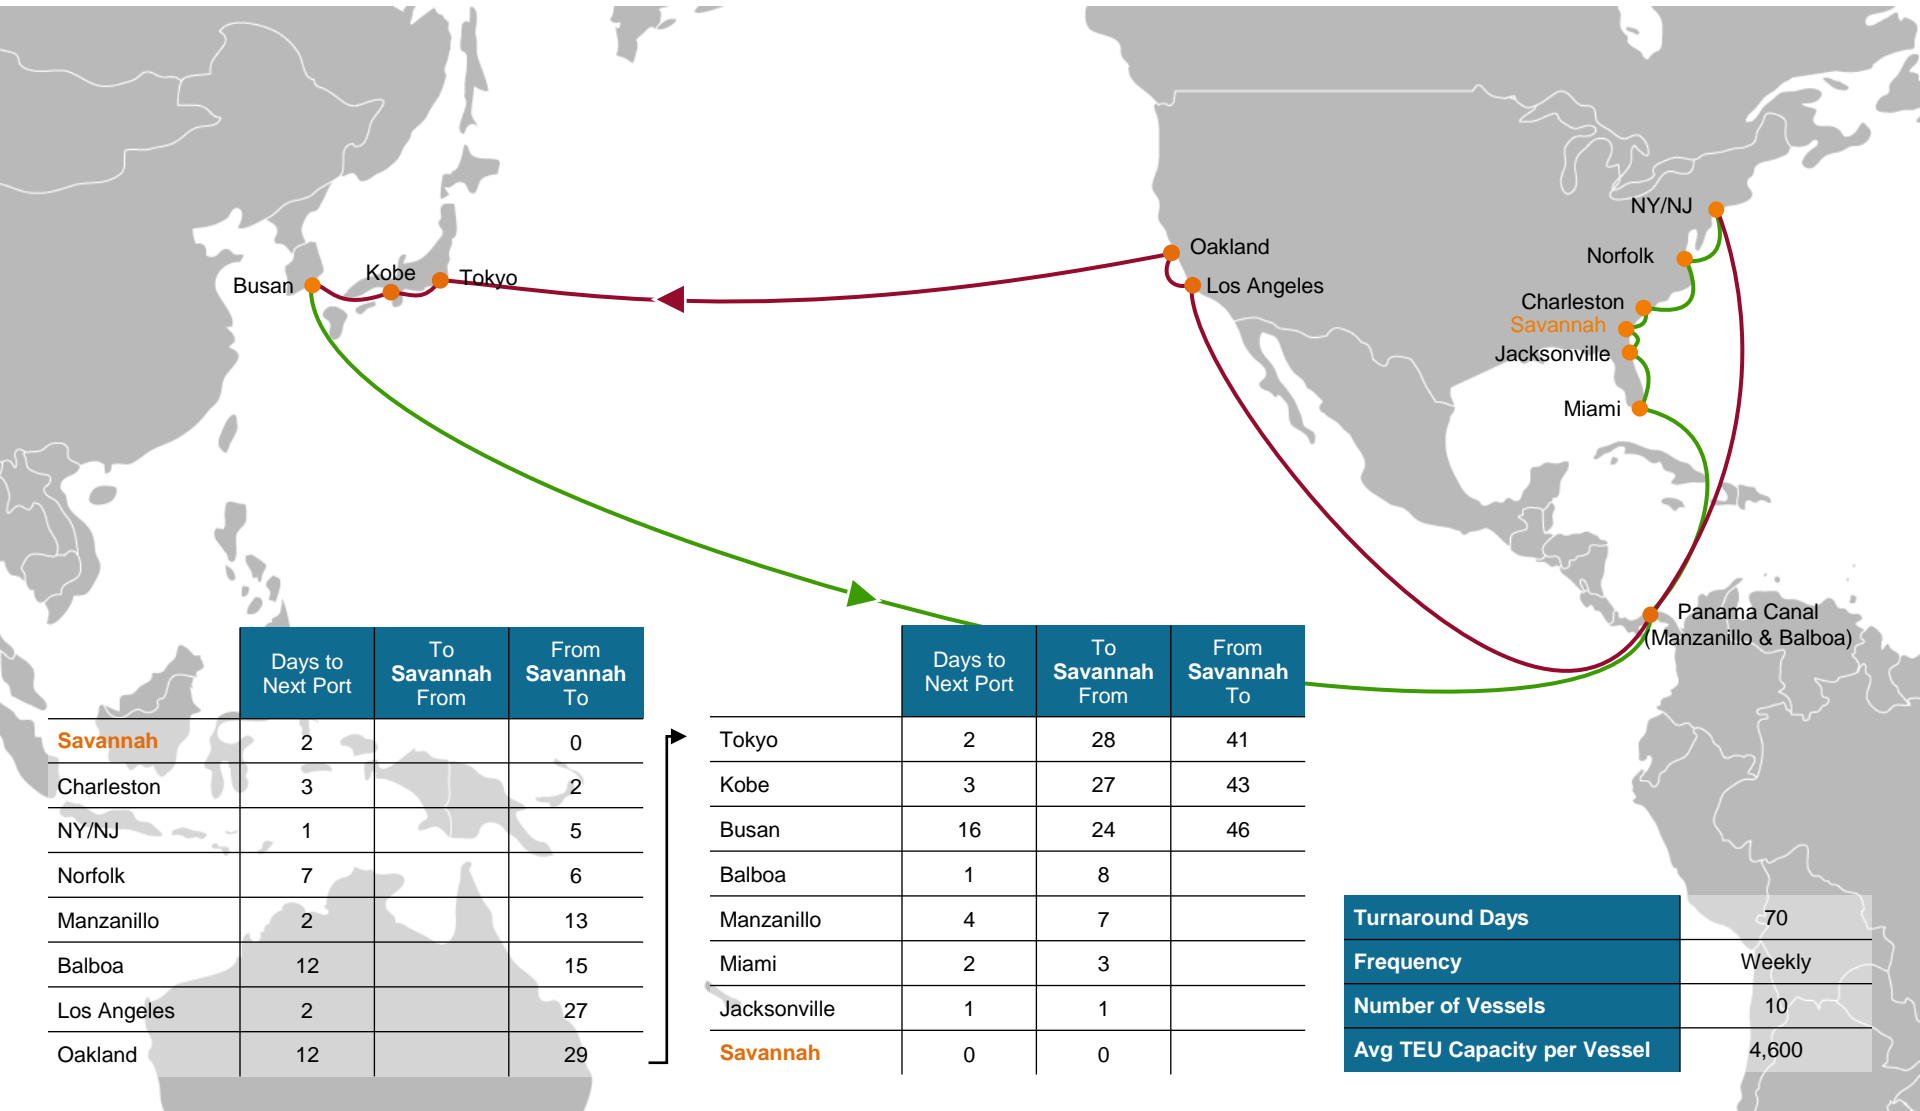 NY/NJ
Oakland
Norfolk
Kobe
Tokyo
Busan
Los Angeles
Charleston
Savannah
Jacksonville
Miami
Panama Canal
(Manzanillo & Balboa)
Days to
Next Port
To
Savannah
From
From
Savannah
To
Savannah 2 0
Charleston 3 2
NY/NJ 1 5
Norfolk 7 6
Manzanillo 2 13
Balboa 12 15
Los Angeles 2 27
Oakland 12 29
Days to
Next Port
To
Savannah
From
From
Savannah
To
Tokyo 2 28 41
Kobe 3 27 43
Busan 16 24 46
Balboa 1 8
Manzanillo 4 7
Miami 2 3
Jacksonville 1 1
Savannah 0 0
Turnaround Days 70
Frequency Weekly
Number of Vessels 10
Avg TEU Capacity per Vessel 4,600